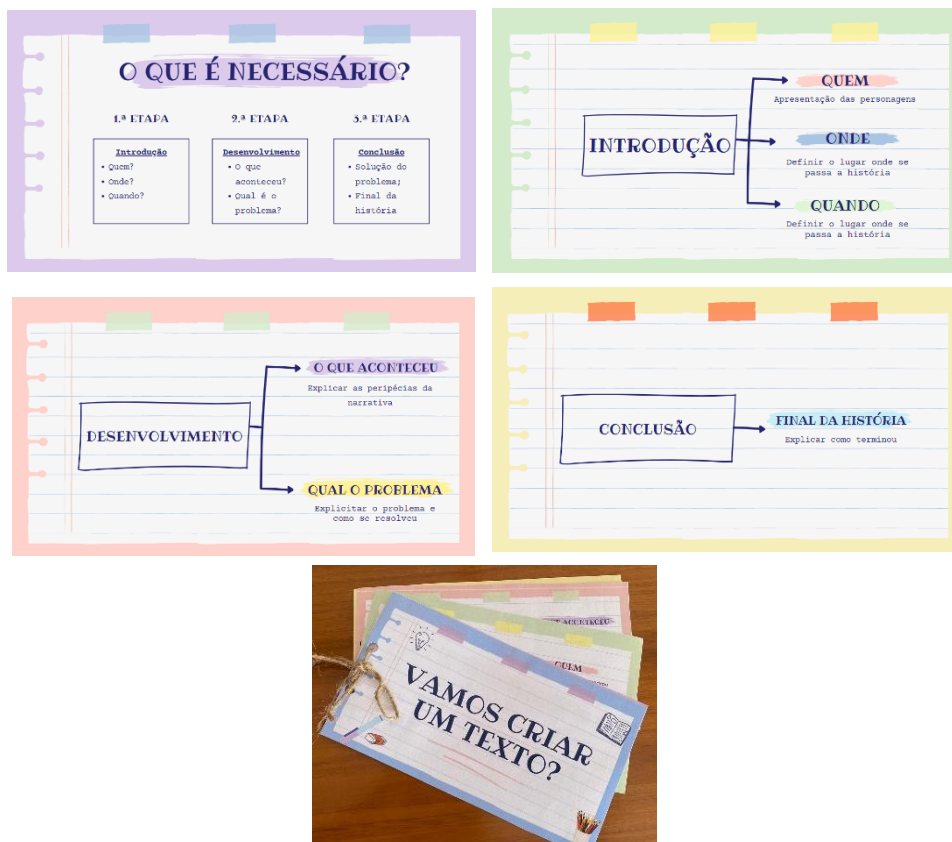 O QUE É NECESSÁRIO?
1.ª ETAPA
Introdução
• Quem?
• Onde?
• Quando?
2.ª ETAPA
Desenvolvimento
• O que
aconteceu?
• Qual é o
problema?
3.ª ETAPA
Conclusão
• Solução do
problema;
• Final da
história
INTRODUÇÃO
QUEM
Apresentação das personagens
ONDE
Definir o lugar onde se
passa a história
QUANDO
Definir o lugar onde se
passa a história
DESENVOLVIMENTO
O QUE ACONTECEU
Explicar as peripécias da
narrativa
QUAL O PROBLEMA
Explicitar o problema e
como se resolveu
CONCLUSÃO
FINAL DA HISTÓRIA
Explicar como terminou
ACONTECEU
QUEM
VAMOS CRIAR
UM TEXTO?